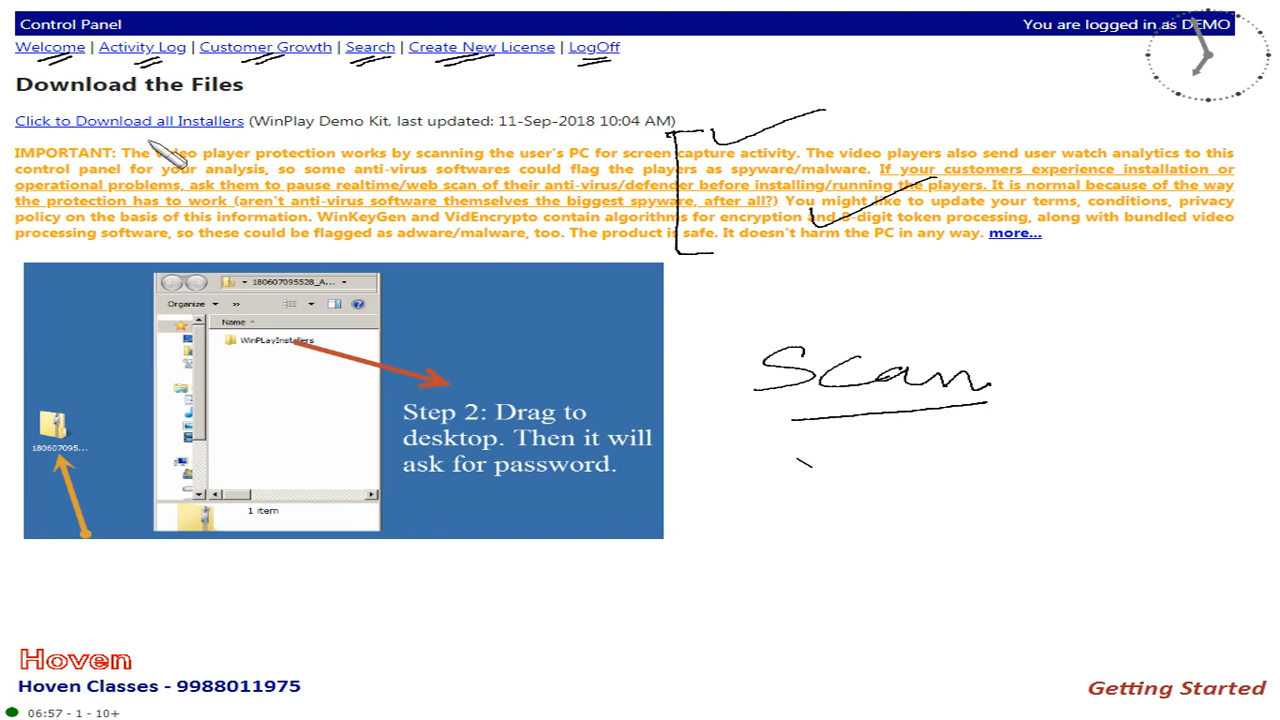 Control Panel You are logged in as DEMO
Welcome | Activity Log | Customer Growth | Search | Create New License | LogOff
Download the Files
Click to Download all Installers (WinPlay Demo Kit, last updated: 11-Sep-2018 10:04 AM)
IMPORTANT: The video player protection works by scanning the user's PC for screen capture activity. The video players also send user watch analytics to this
control panel for your analysis, so some anti-virus softwares could flag the players as spyware/malware. If your customers experience installation or
operational problems, ask them to pause realtime/web scan of their anti-virus/defender before installing/running the players. It is normal because of the way
the protection has to work (aren't anti-virus software themselves the biggest spyware, after all?) You might like to update your terms, conditions, privacy
policy on the basis of this information. WinKeyGen and VidEncrypto contain algorithms for encryption and digit token processing, along with bundled video
processing software, so these could be flagged as adware/malware, too. The product is safe. It doesn't harm the PC in any way. more...
180607095528_A...
Organize
Name
WinPLayInstallers
Scan
Step 2: Drag to
desktop. Then it will
ask for password.
180607095...
1 item
Hoven
Hoven Classes - 9988011975
Getting Started
06:57 - 1 - 10+